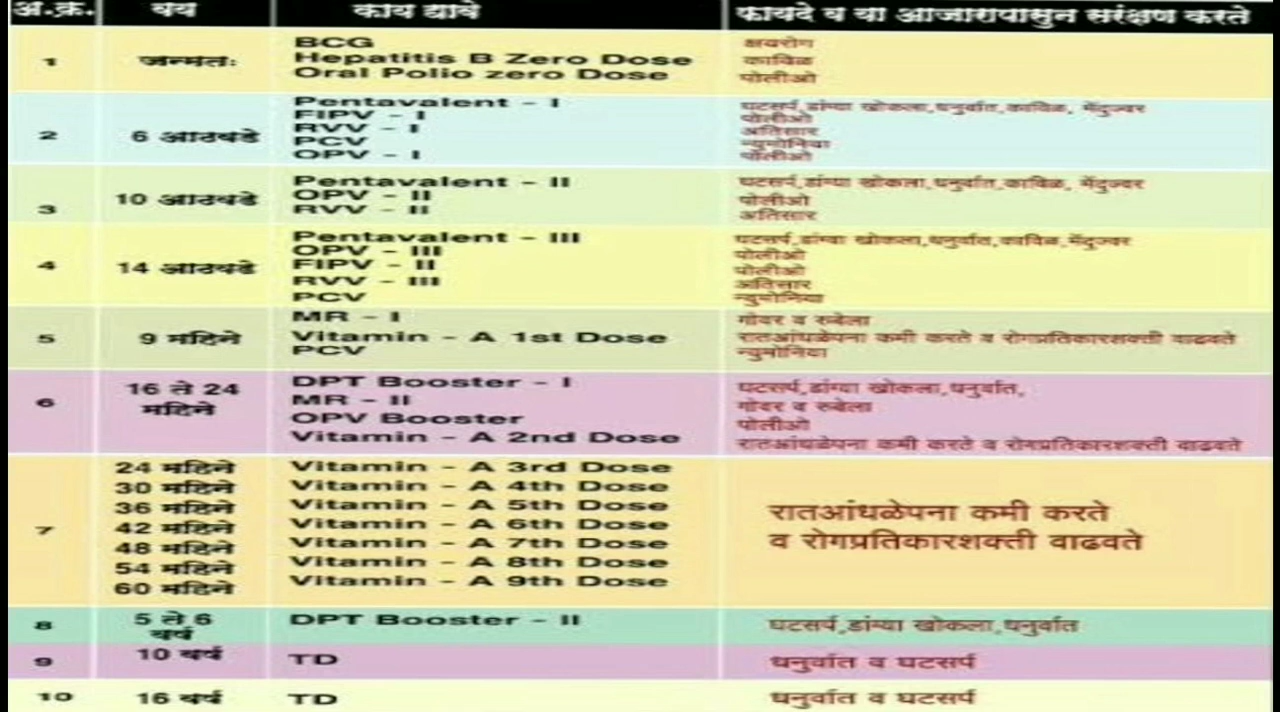 अ.क्र. वय काय द्यावे फायदे व या आजारापासुन सरंक्षण करते
1 जन्मतः BCG क्षयरोग
Hepatitis B Zero Dose काविळ
Oral Polio zero Dose पोलीओ
2 6 आठवडे Pentavalent - I घटसर्प,डांग्या खोकला,धनुर्वात,काविळ, मेंदुज्वर
FIPV - I पोलीओ
RVV - I अतिसार
PCV न्युमोनिया
OPV - I पोलीओ
3 10 आठवडे Pentavalent - II घटसर्प,डांग्या खोकला,धनुर्वात,काविळ, मेंदुज्वर
OPV - II पोलीओ
RVV - II अतिसार
4 14 आठवडे Pentavalent - III घटसर्प,डांग्या खोकला,धनुर्वात,काविळ,मेंदुज्वर
OPV - III पोलीओ
FIPV - II पोलीओ
RVV - III अतिसार
PCV न्युमोनिया
5 9 महिने MR - I गोवर व रुबेला
Vitamin - A 1st Dose रातआंधळेपना कमी करते व रोगप्रतिकारशक्ती वाढवते
PCV न्युमोनिया
6 16 ते 24 महिने DPT Booster - I घटसर्प,डांग्या खोकला,धनुर्वात,
MR - II गोवर व रुबेला
OPV Booster पोलीओ
Vitamin - A 2nd Dose रातआंधळेपना कमी करते व रोगप्रतिकारशक्ती वाढवते
7 24 महिने Vitamin - A 3rd Dose
30 महिने Vitamin - A 4th Dose
36 महिने Vitamin - A 5th Dose रातआंधळेपना कमी करते
42 महिने Vitamin - A 6th Dose व रोगप्रतिकारशक्ती वाढवते
48 महिने Vitamin - A 7th Dose
54 महिने Vitamin - A 8th Dose
60 महिने Vitamin - A 9th Dose
8 5 ते 6 वर्ष DPT Booster - II घटसर्प,डांग्या खोकला,धनुर्वात
9 10 वर्ष TD धनुर्वात व घटसर्प
10 16 वर्ष TD धनुर्वात व घटसर्प